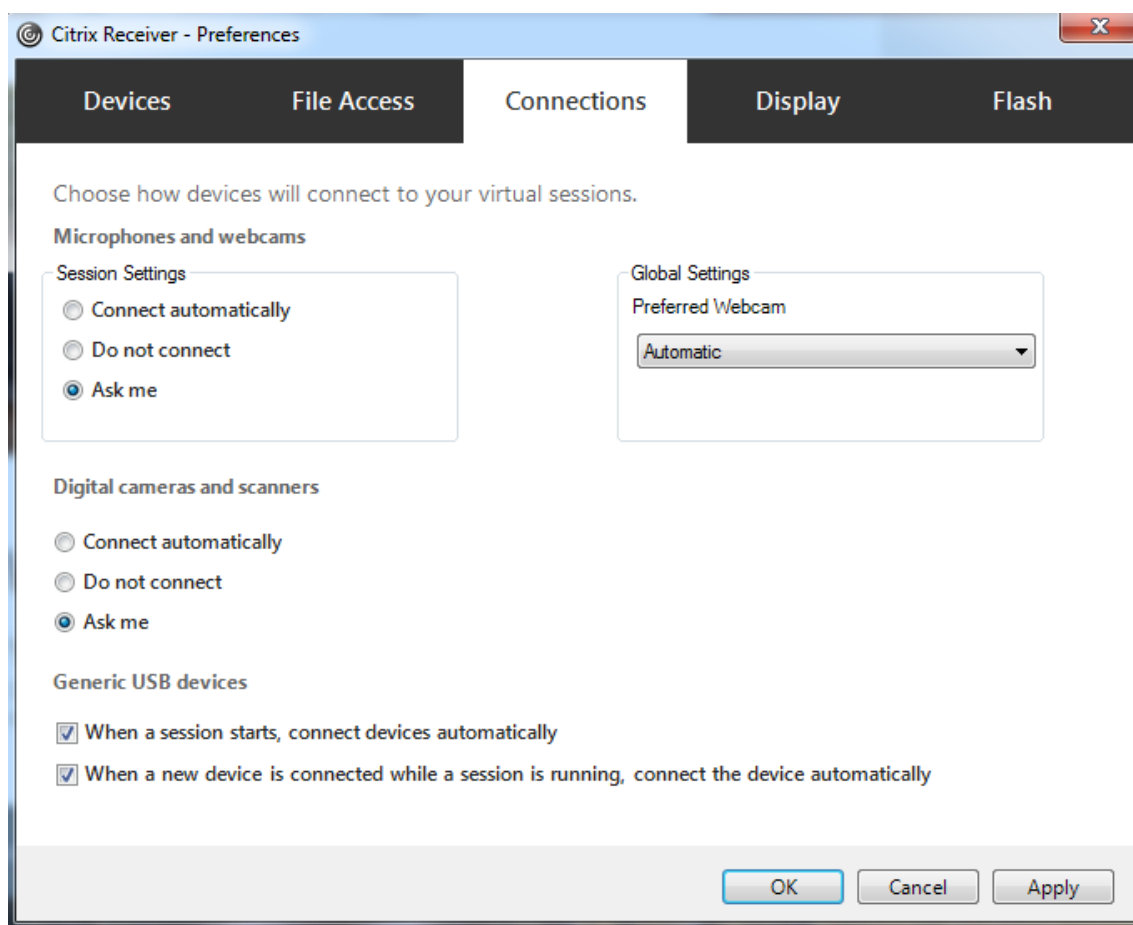 Citrix Receiver - Preferences
Devices File Access Connections Display Flash
Choose how devices will connect to your virtual sessions.
Microphones and webcams
Session Settings
Connect automatically
Do not connect
Ask me
Global Settings
Preferred Webcam
Automatic
Digital cameras and scanners
Connect automatically
Do not connect
Ask me
Generic USB devices
When a session starts, connect devices automatically
When a new device is connected while a session is running, connect the device automatically
OK Cancel Apply